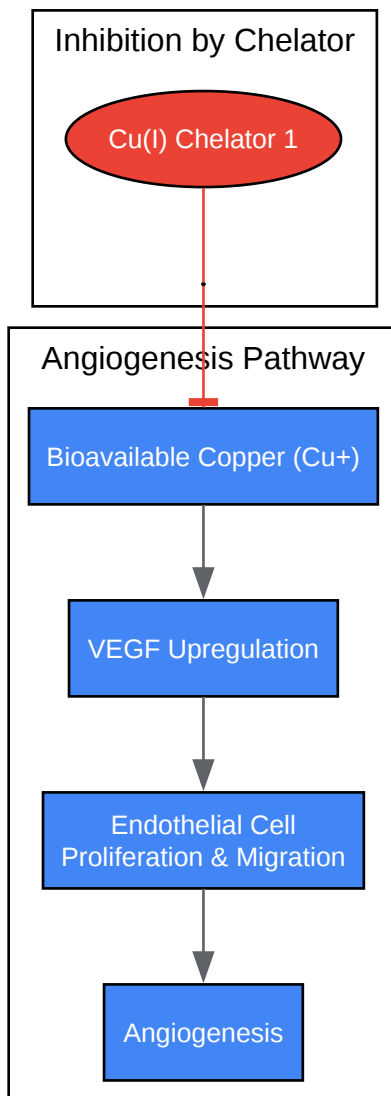 Inhibition by Chelator
Cu(I) Chelator 1
Angiogenesis Pathway
Bioavailable Copper (Cu+)
VEGF Upregulation
Endothelial Cell
Proliferation & Migration
Angiogenesis